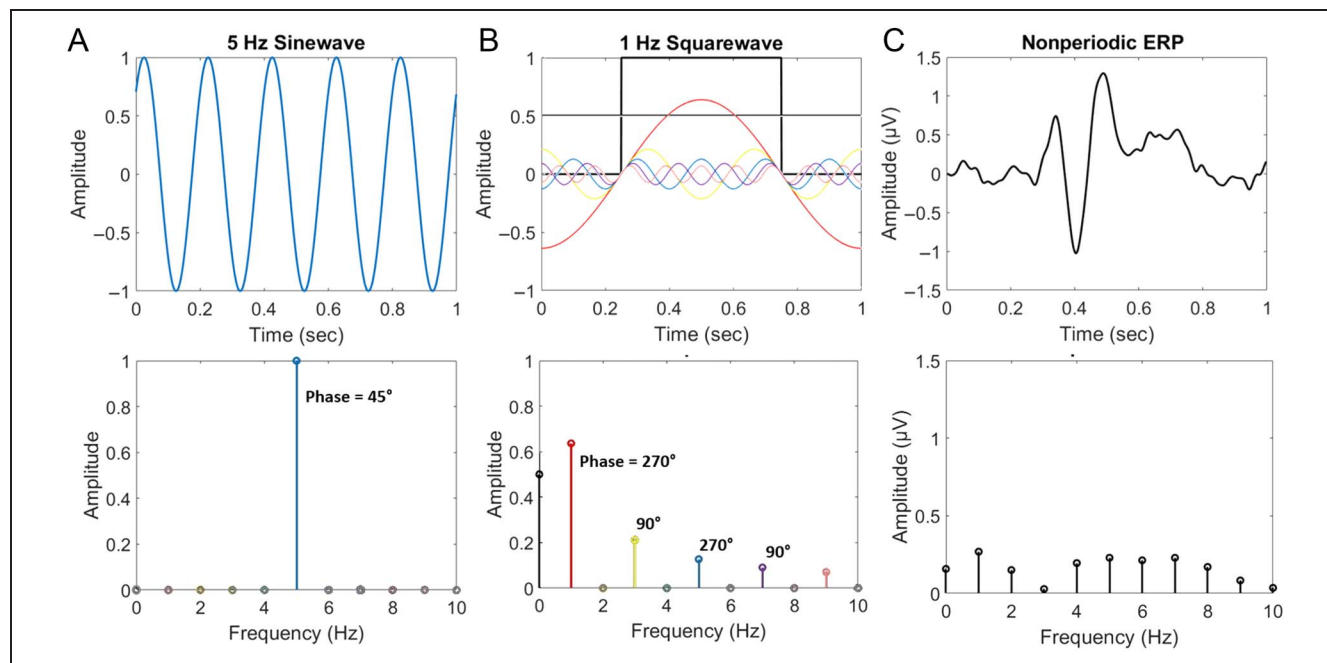 A
5 Hz Sinewave
1
0.5
0
−0.5
−1
Amplitude
0 0.2 0.4 0.6 0.8 1
Time (sec)
B
1 Hz Squarewave
1
0.5
0
−0.5
−1
Amplitude
0 0.2 0.4 0.6 0.8 1
Time (sec)
C
Nonperiodic ERP
1.5
1
0.5
0
−0.5
−1
−1.5
Amplitude (µV)
0 0.2 0.4 0.6 0.8 1
Time (sec)
1
0.8
0.6
0.4
0.2
0
Amplitude
Phase = 45°
0 2 4 6 8 10
Frequency (Hz)
1
0.8
0.6
0.4
0.2
0
Amplitude
Phase = 270°
90°
270°
90°
0 2 4 6 8 10
Frequency (Hz)
1.5
1
0.5
0
Amplitude (µV)
0 2 4 6 8 10
Frequency (Hz)